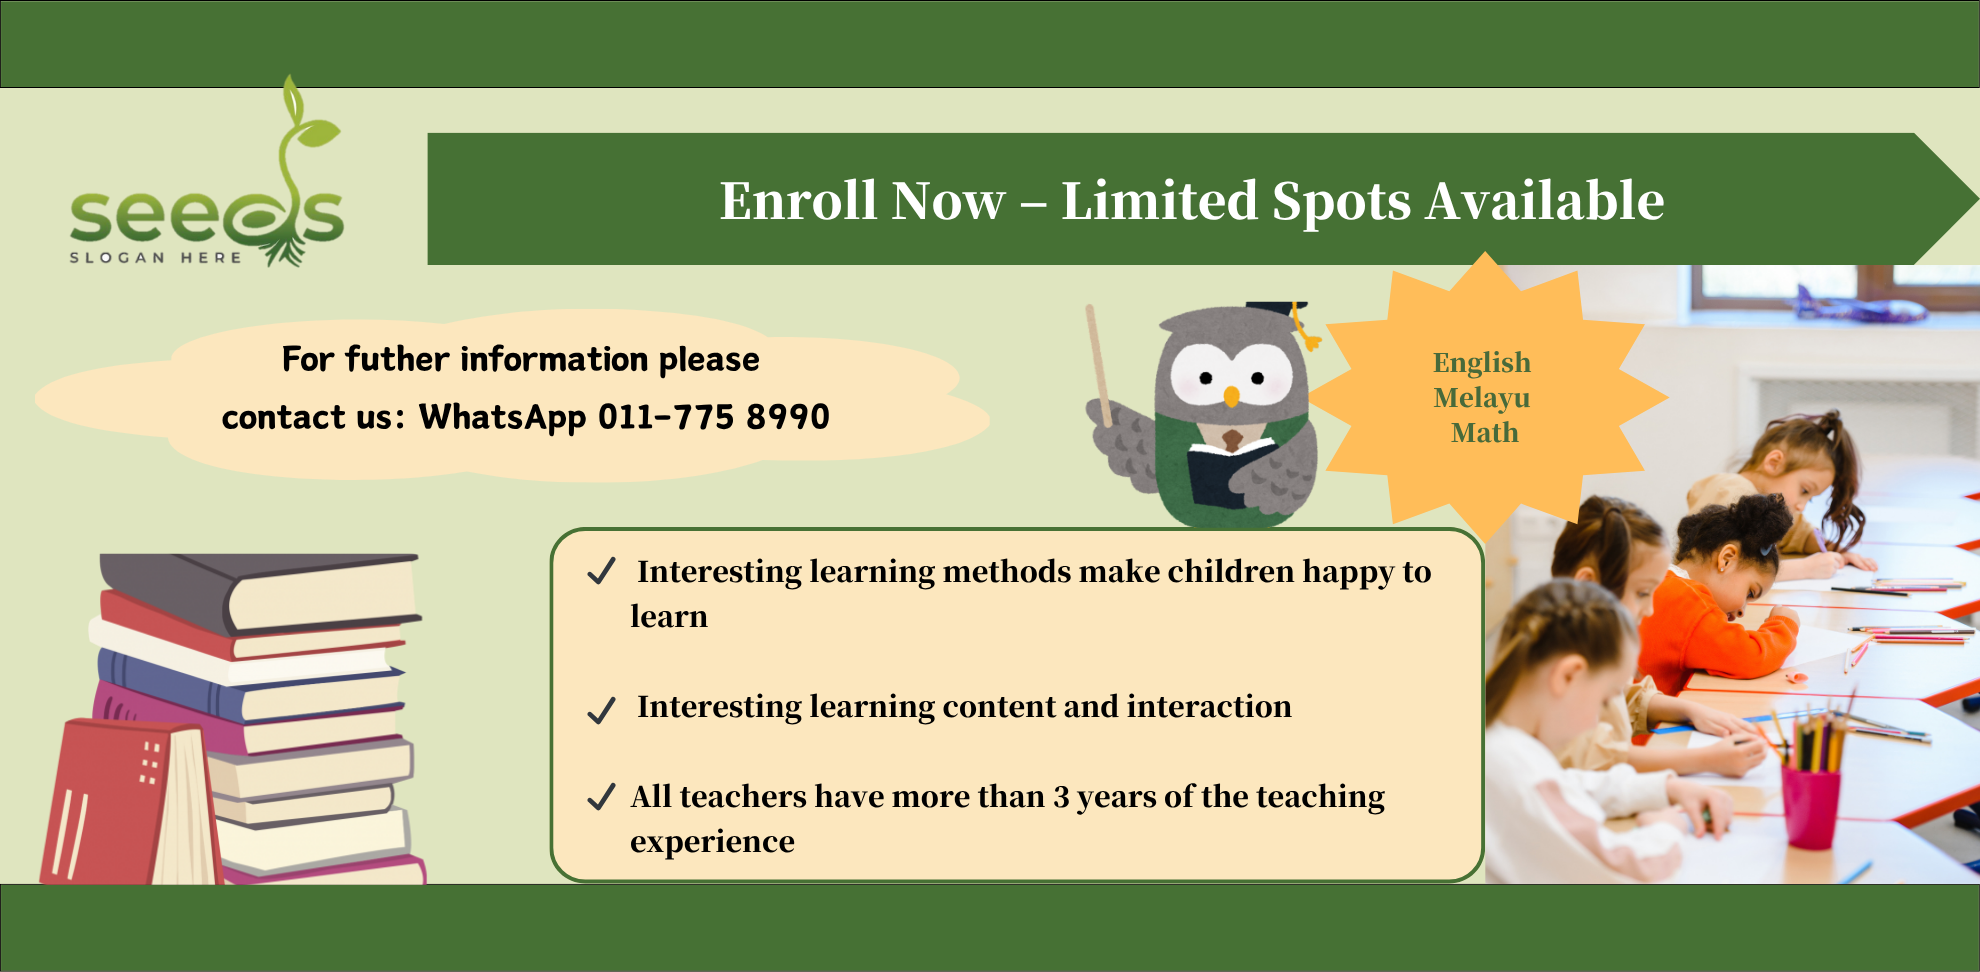 seeds
SLOGAN HERE
Enroll Now – Limited Spots Available
For futher information please
contact us: WhatsApp 011-775 8990
English
Melayu
Math
Interesting learning methods make children happy to
learn
Interesting learning content and interaction
All teachers have more than 3 years of the teaching
experience